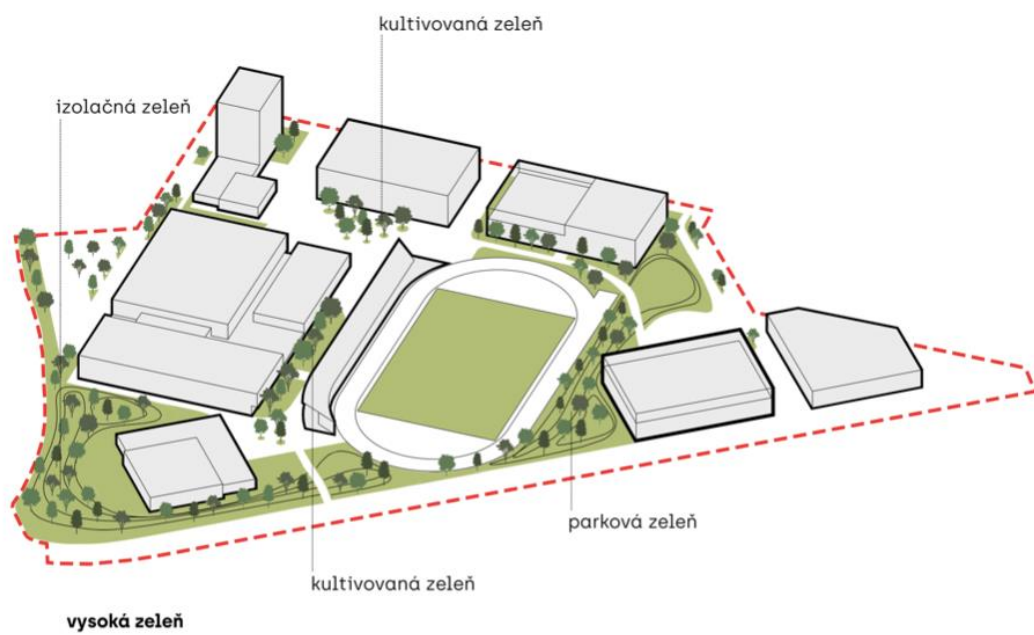 kultivovaná zeleň
izolačná zeleň
parková zeleň
kultivovaná zeleň
vysoká zeleň